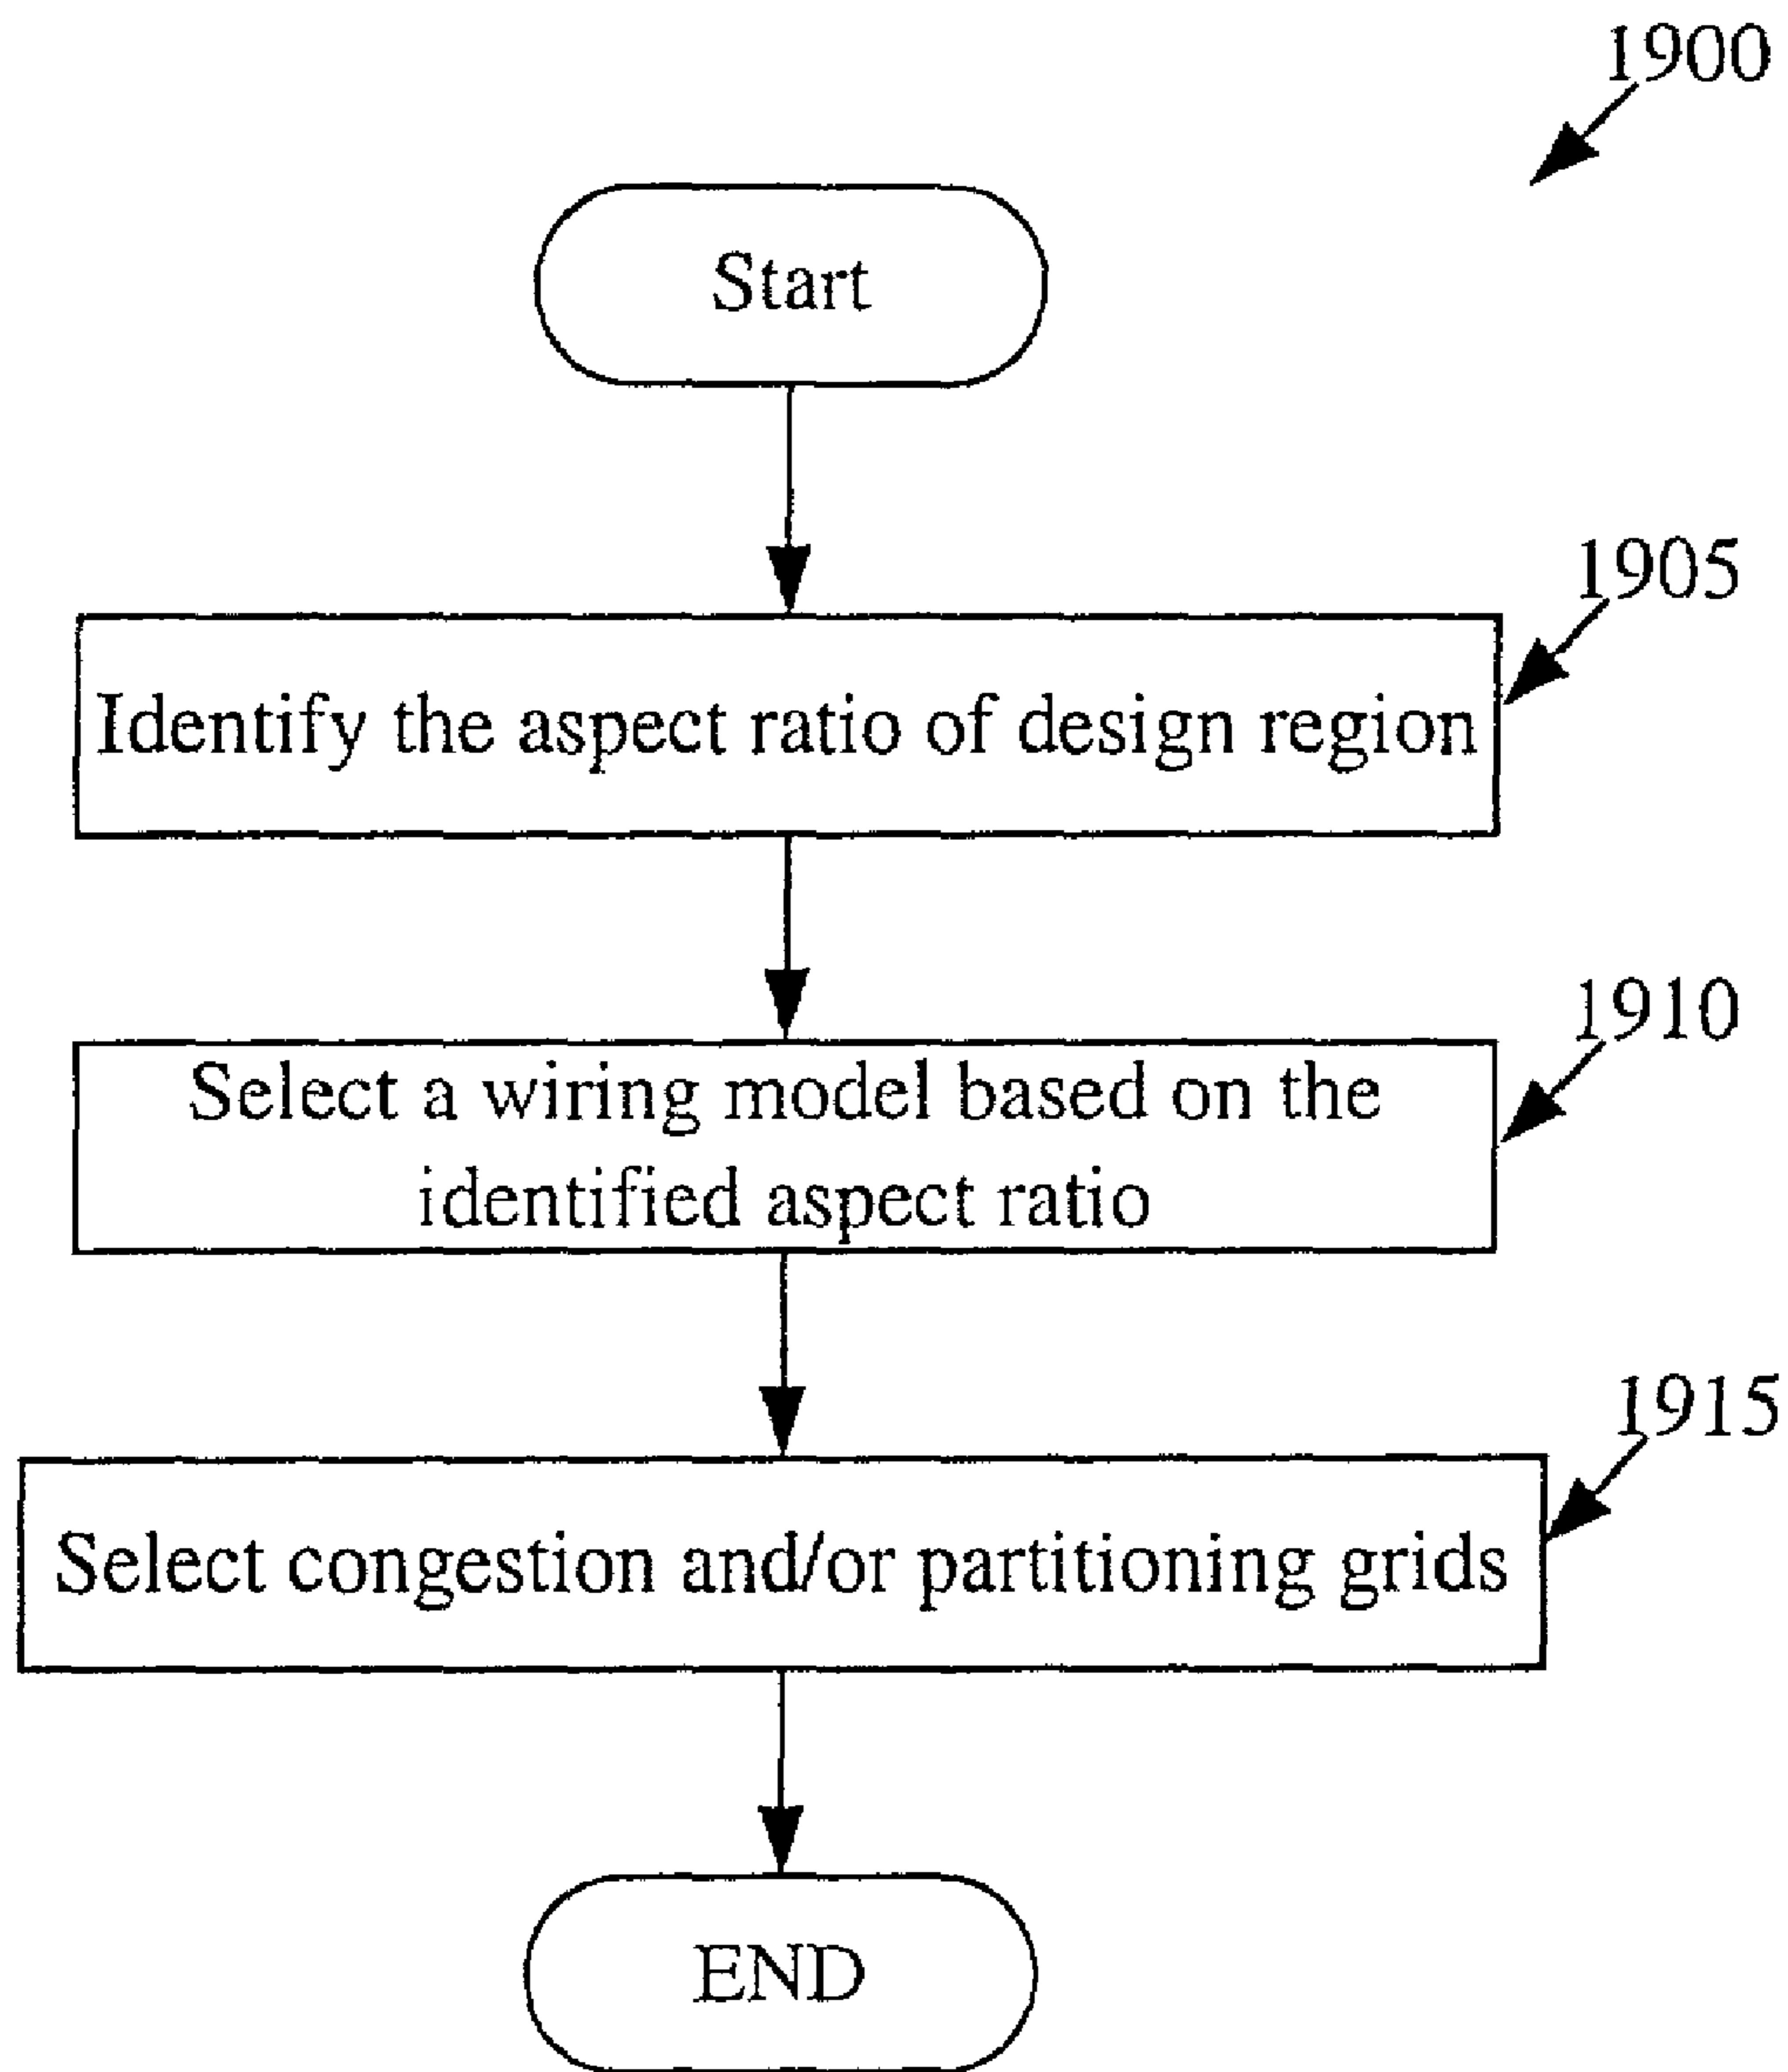 1900
Start
1905
Identify the aspect ratio of design region
1910
Select a wiring model based on the
identified aspect ratio
1915
Select congestion and/or partitioning grids
END